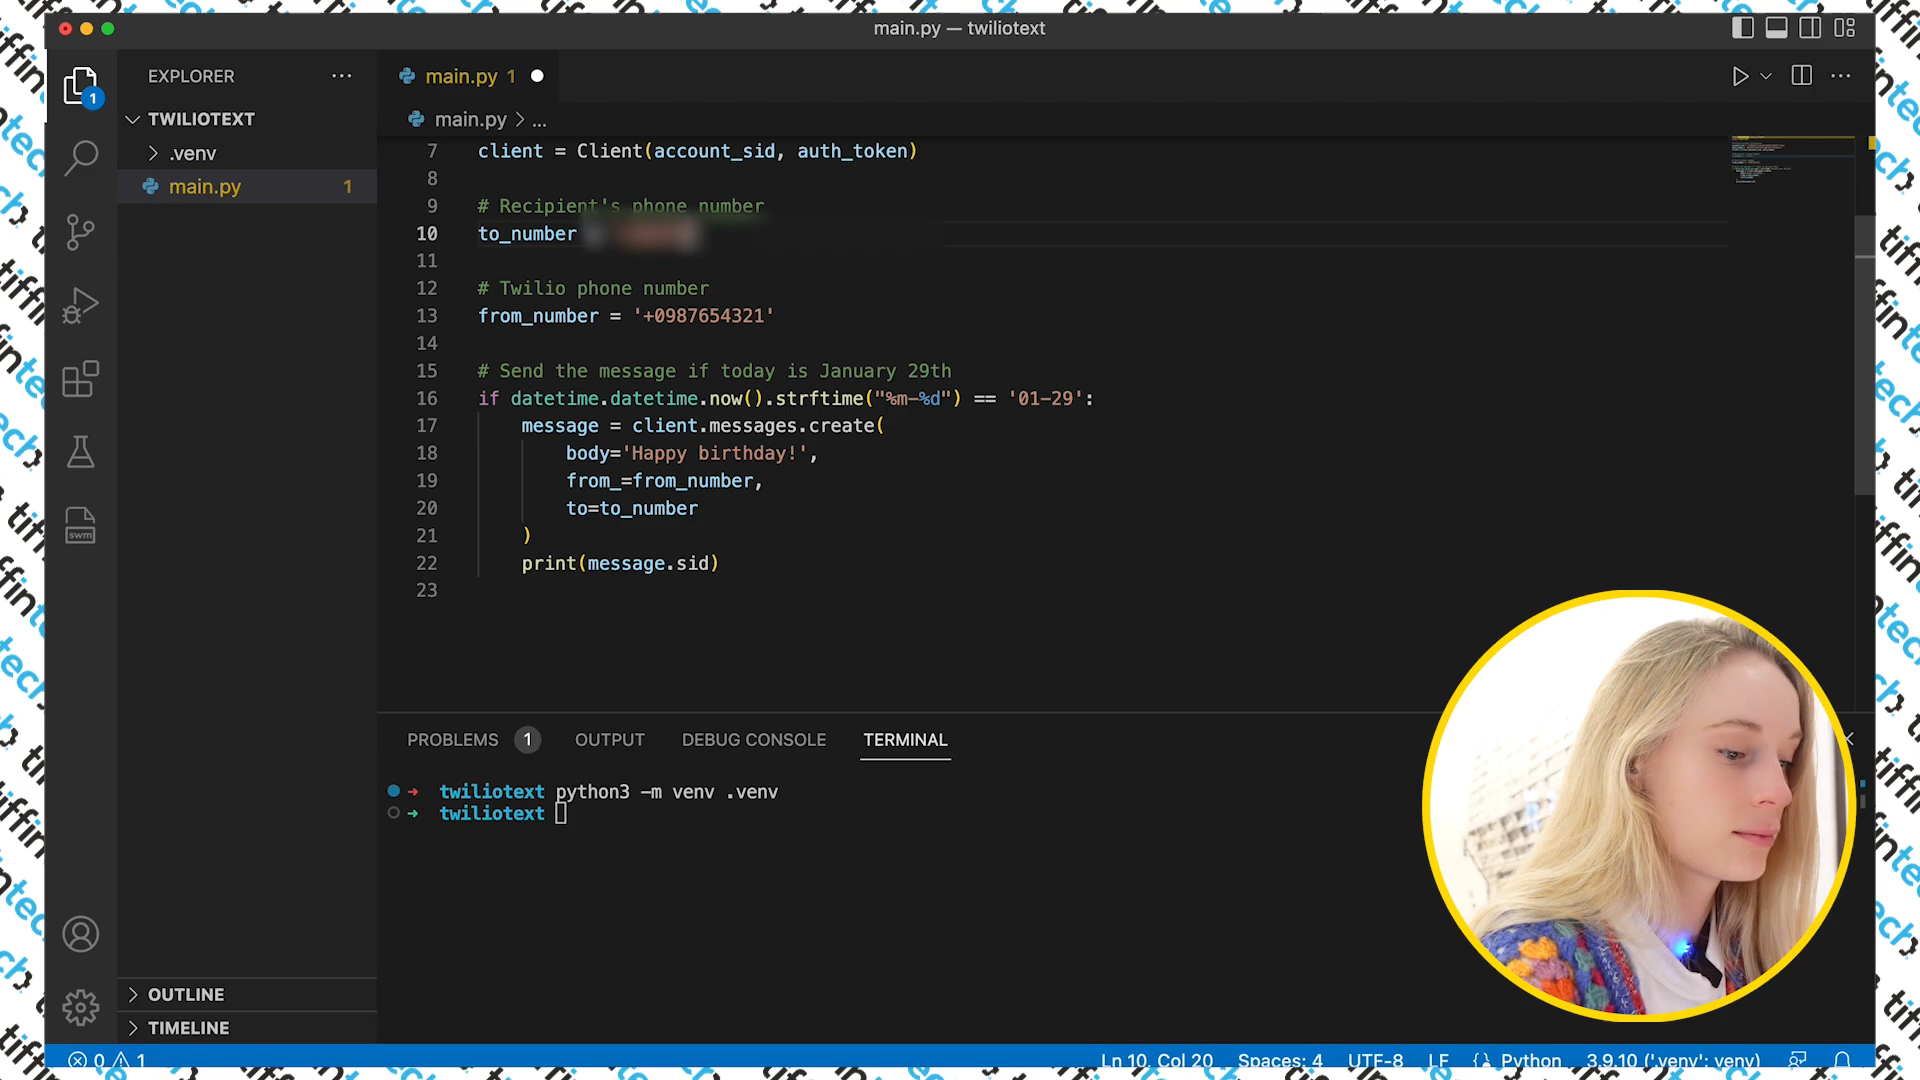 main.py — twiliotext
EXPLORER
main.py 1
1
TWILIOTEXT
main.py > ...
.venv
main.py 1
7 client = Client(account_sid, auth_token)
8
9 # Recipient's phone number
10 to_number
11
12 # Twilio phone number
13 from_number = '+0987654321'
14
15 # Send the message if today is January 29th
16 if datetime.datetime.now().strftime("%m-%d") == '01-29':
17 message = client.messages.create(
18 body='Happy birthday!',
19 from_=from_number,
20 to=to_number
21 )
22 print(message.sid)
23
swm
PROBLEMS 1 OUTPUT DEBUG CONSOLE TERMINAL
twiliotext python3 -m venv .venv
twiliotext
OUTLINE
TIMELINE
0 1
Ln 10, Col 20 Spaces: 4 UTF-8 LF Python 3.9.10 ('.venv': venv)
tiffintech